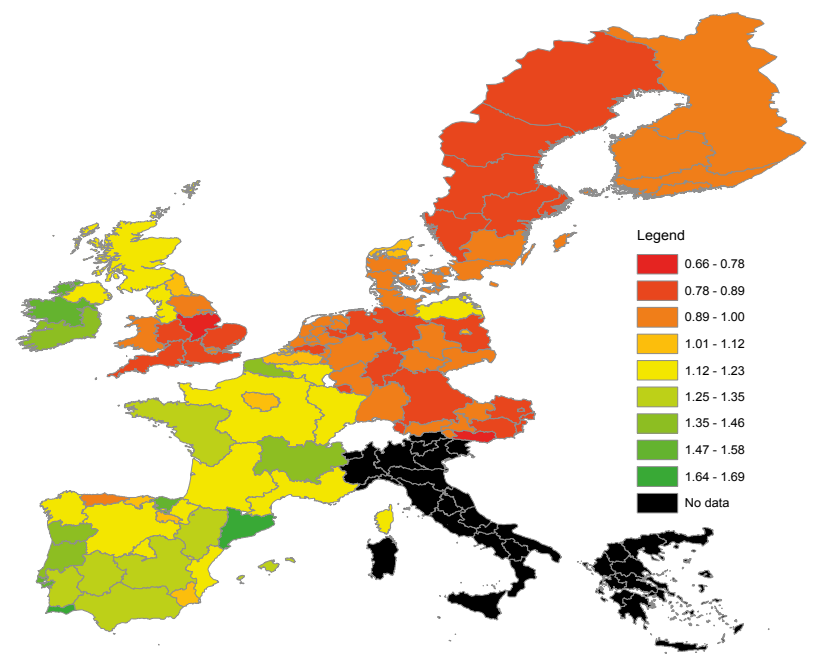 Legend
0.66 - 0.78
0.78 - 0.89
0.89 - 1.00
1.01 - 1.12
1.12 - 1.23
1.25 - 1.35
1.35 - 1.46
1.47 - 1.58
1.64 - 1.69
No data